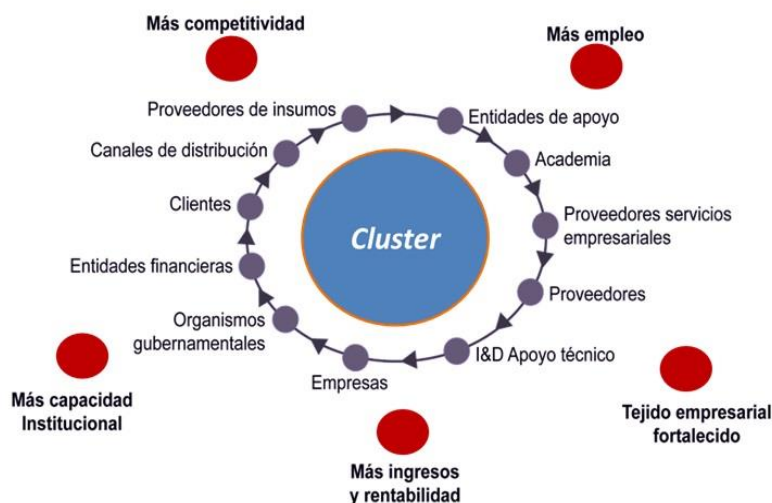 Más competitividad
Más empleo
Proveedores de insumos
Entidades de apoyo
Canales de distribución
Academia
Clientes
Cluster
Proveedores servicios
empresariales
Entidades financieras
Proveedores
Organismos
gubernamentales
I&D Apoyo técnico
Empresas
Más capacidad
Institucional
Tejido empresarial
fortalecido
Más ingresos
y rentabilidad